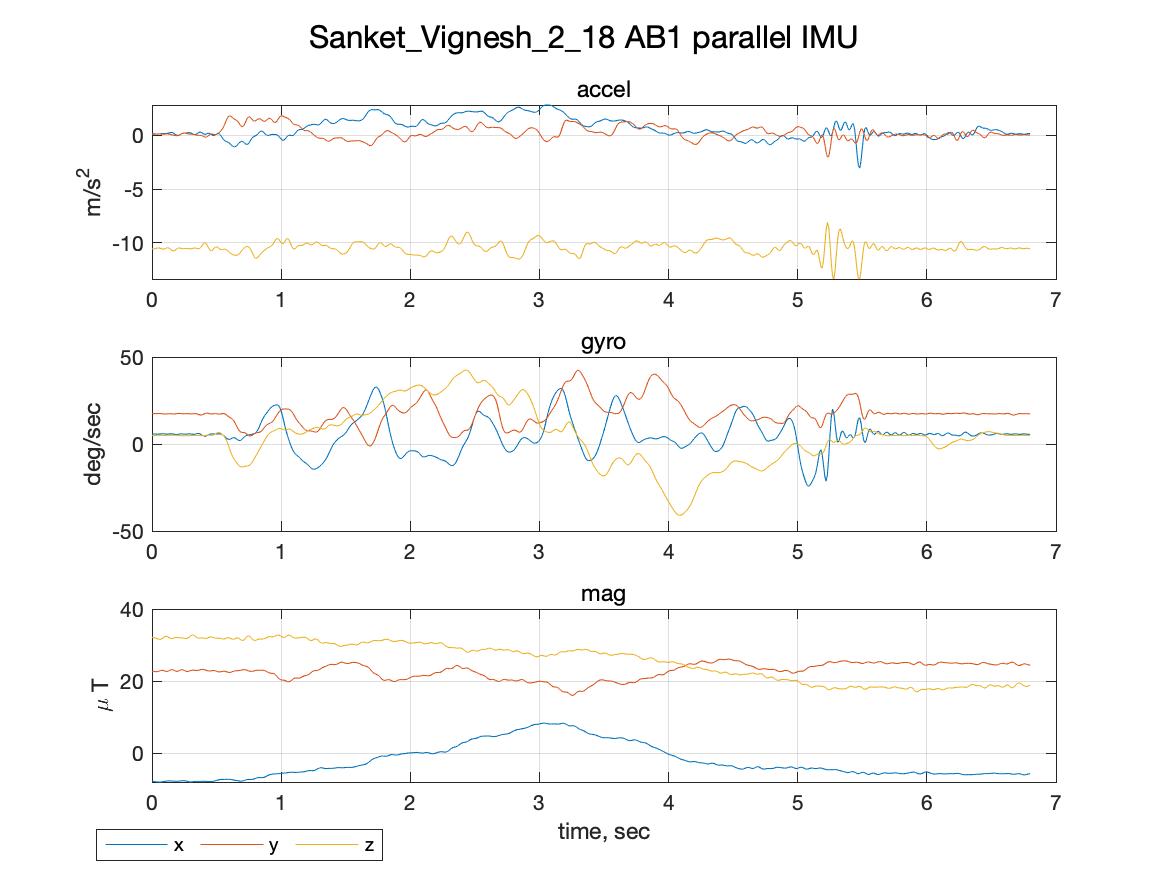 Sanket_Vignesh_2_18 AB1 parallel IMU
accel
m/s²
0
-5
-10
0 1 2 3 4 5 6 7
gyro
deg/sec
50
0
-50
0 1 2 3 4 5 6 7
mag
μ T
40
20
0
0 1 2 3 4 5 6 7
time, sec
x y z